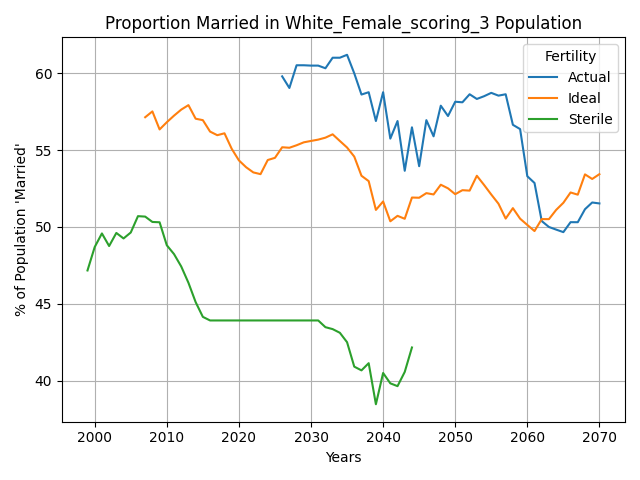 Proportion Married in White_Female_scoring_3 Population
Fertility
Actual
Ideal
Sterile
% of Population 'Married'
60
55
50
45
40
2000 2010 2020 2030 2040 2050 2060 2070
Years